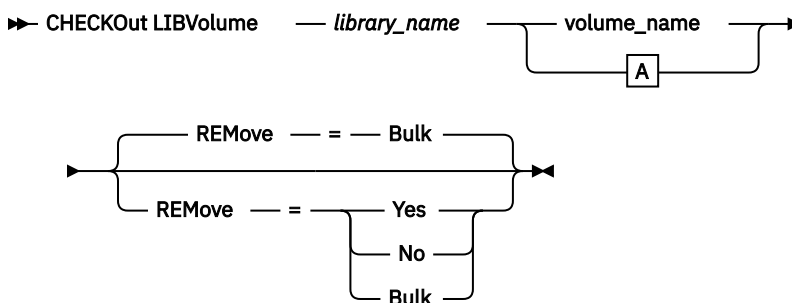 CHECKOut LIBVolume — library_name — volume_name
A
REMove — = — Bulk
REMove — = — Yes
No
Bulk